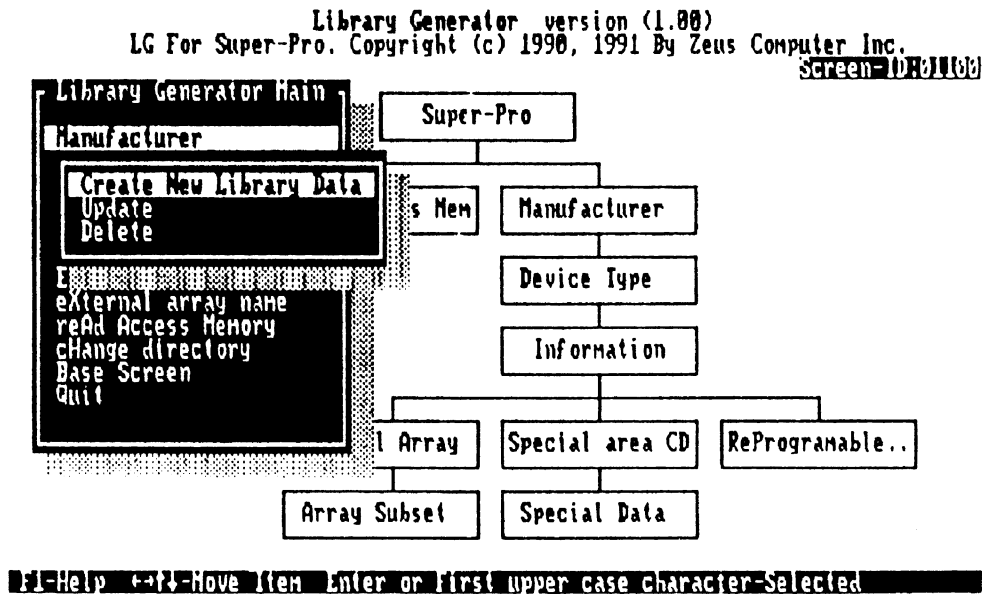 Library Generator version (1.00)
LG For Super-Pro. Copyright (c) 1990, 1991 By Zeus Computer Inc.
Screen-ID:01100
Library Generator Main
Manufacturer
Create New Library Data
Update
Delete
E
eXternal array name
reAd Access Memory
cHange directory
Base Screen
Quit
Super-Pro
s Mem
Manufacturer
Device Type
Information
l Array
Special area CD
ReProgramable..
Array Subset
Special Data
F1-Help ←→↑↓-Move Item Enter or First upper case character-Selected